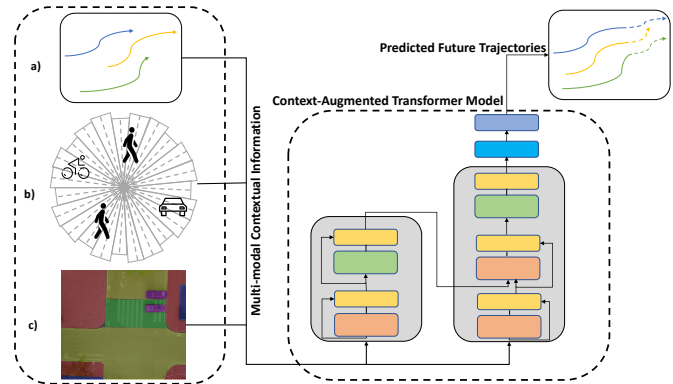 a)
b)
c)
Multi-modal Contextual Information
Context-Augmented Transformer Model
Predicted Future Trajectories